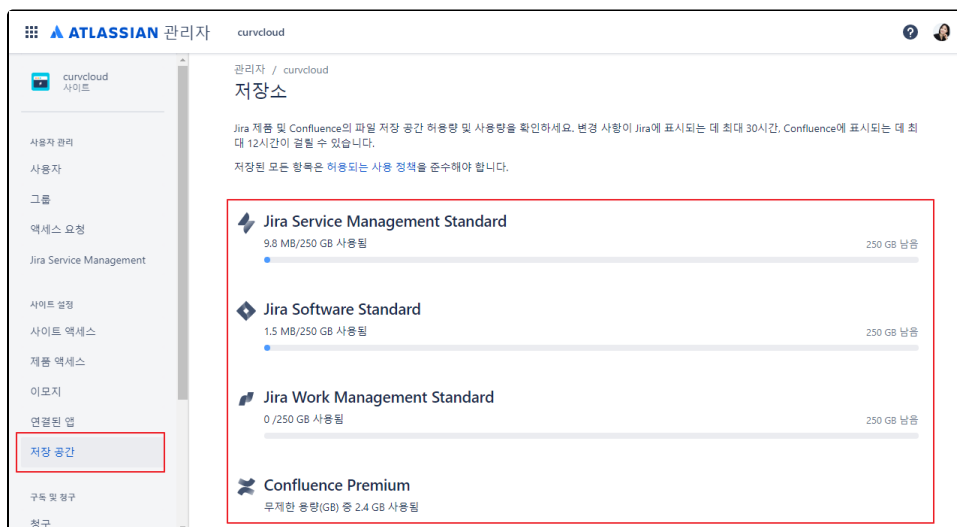 ATLASSIAN 관리자
curvcloud
curvcloud
사이트
사용자 관리
사용자
그룹
액세스 요청
Jira Service Management
사이트 설정
사이트 액세스
제품 액세스
이모지
연결된 앱
저장 공간
구독 및 청구
청구
관리자 / curvcloud
저장소
Jira 제품 및 Confluence의 파일 저장 공간 허용량 및 사용량을 확인하세요. 변경 사항이 Jira에 표시되는 데 최대 30시간, Confluence에 표시되는 데 최
대 12시간이 걸릴 수 있습니다.
저장된 모든 항목은 허용되는 사용 정책을 준수해야 합니다.
Jira Service Management Standard
9.8 MB/250 GB 사용됨
250 GB 남음
Jira Software Standard
1.5 MB/250 GB 사용됨
250 GB 남음
Jira Work Management Standard
0 /250 GB 사용됨
250 GB 남음
Confluence Premium
무제한 용량(GB) 중 2.4 GB 사용됨